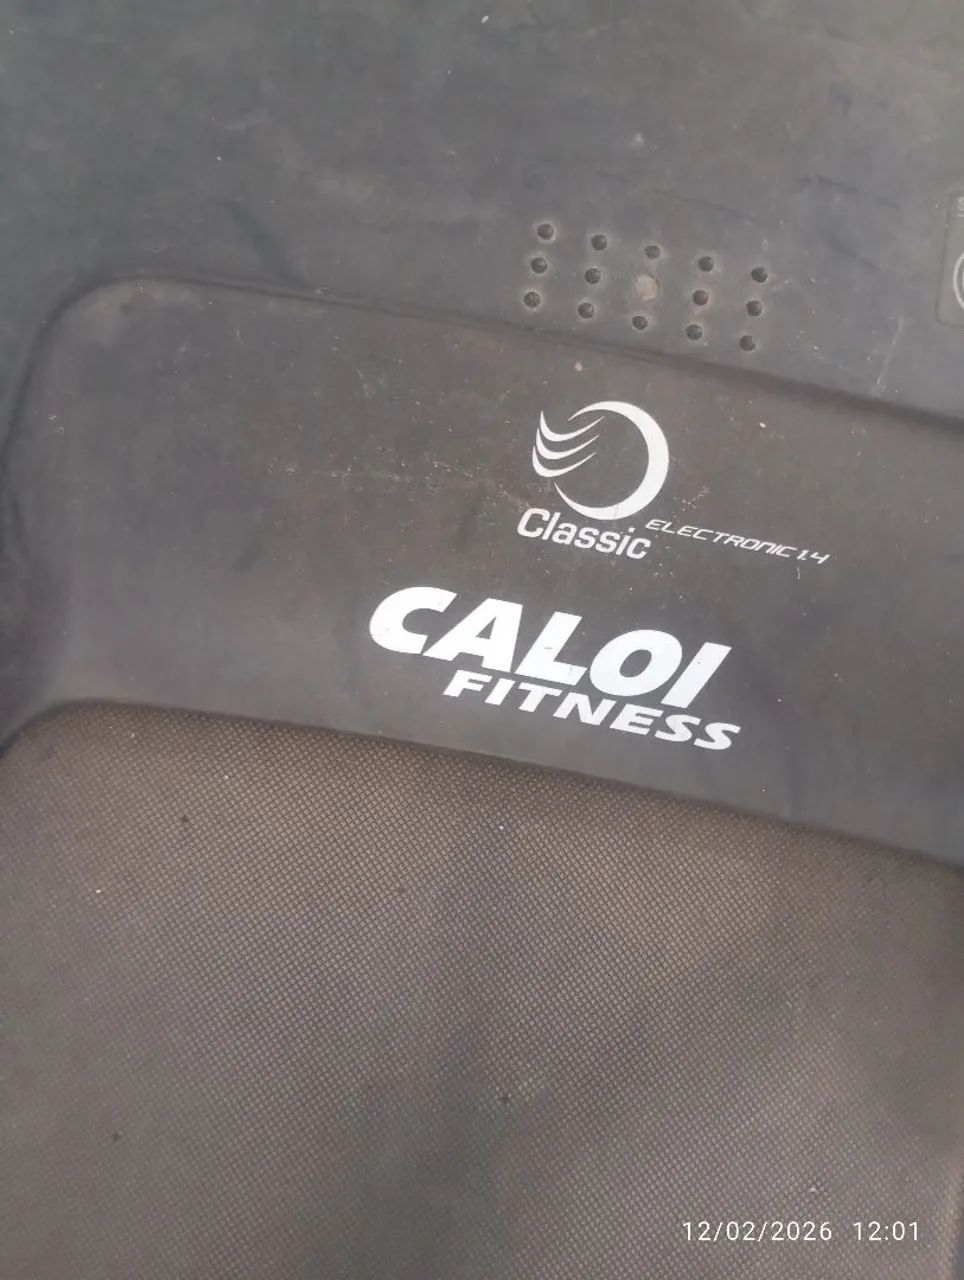 Classic ELECTRONIC 1.4
CALOI
FITNESS
12/02/2026 12:01